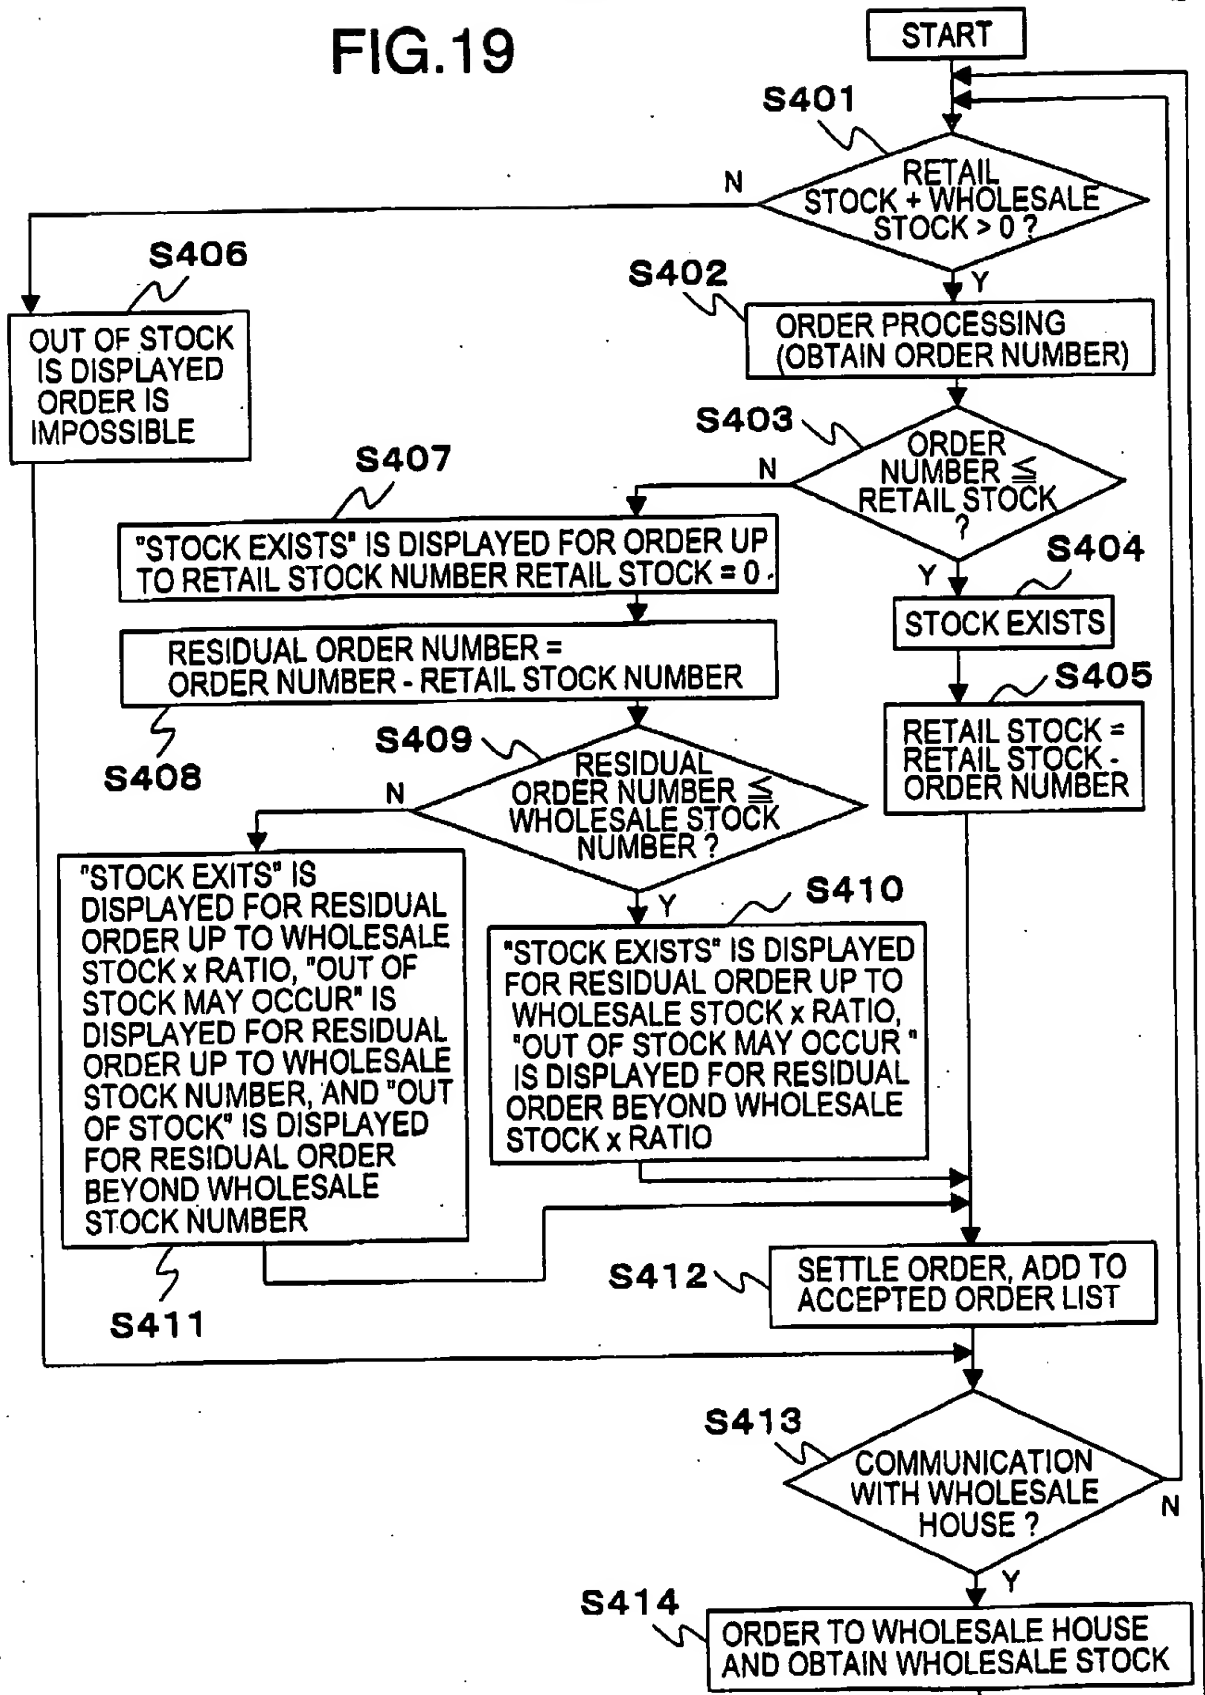 FIG.19
START
S401
RETAIL
STOCK + WHOLESALE
STOCK > 0 ?
N
Y
S406
OUT OF STOCK
IS DISPLAYED
ORDER IS
IMPOSSIBLE
S402
ORDER PROCESSING
(OBTAIN ORDER NUMBER)
S403
ORDER
NUMBER ≦
RETAIL STOCK
?
N
Y
S407
"STOCK EXISTS" IS DISPLAYED FOR ORDER UP
TO RETAIL STOCK NUMBER RETAIL STOCK = 0
S404
STOCK EXISTS
RESIDUAL ORDER NUMBER =
ORDER NUMBER - RETAIL STOCK NUMBER
S408
S405
RETAIL STOCK =
RETAIL STOCK -
ORDER NUMBER
S409
RESIDUAL
ORDER NUMBER ≦
WHOLESALE STOCK
NUMBER ?
N
Y
"STOCK EXITS" IS
DISPLAYED FOR RESIDUAL
ORDER UP TO WHOLESALE
STOCK x RATIO, "OUT OF
STOCK MAY OCCUR" IS
DISPLAYED FOR RESIDUAL
ORDER UP TO WHOLESALE
STOCK NUMBER, AND "OUT
OF STOCK" IS DISPLAYED
FOR RESIDUAL ORDER
BEYOND WHOLESALE
STOCK NUMBER
S411
S410
"STOCK EXISTS" IS DISPLAYED
FOR RESIDUAL ORDER UP TO
WHOLESALE STOCK x RATIO,
"OUT OF STOCK MAY OCCUR "
IS DISPLAYED FOR RESIDUAL
ORDER BEYOND WHOLESALE
STOCK x RATIO
S412
SETTLE ORDER, ADD TO
ACCEPTED ORDER LIST
S413
COMMUNICATION
WITH WHOLESALE
HOUSE ?
N
Y
S414
ORDER TO WHOLESALE HOUSE
AND OBTAIN WHOLESALE STOCK